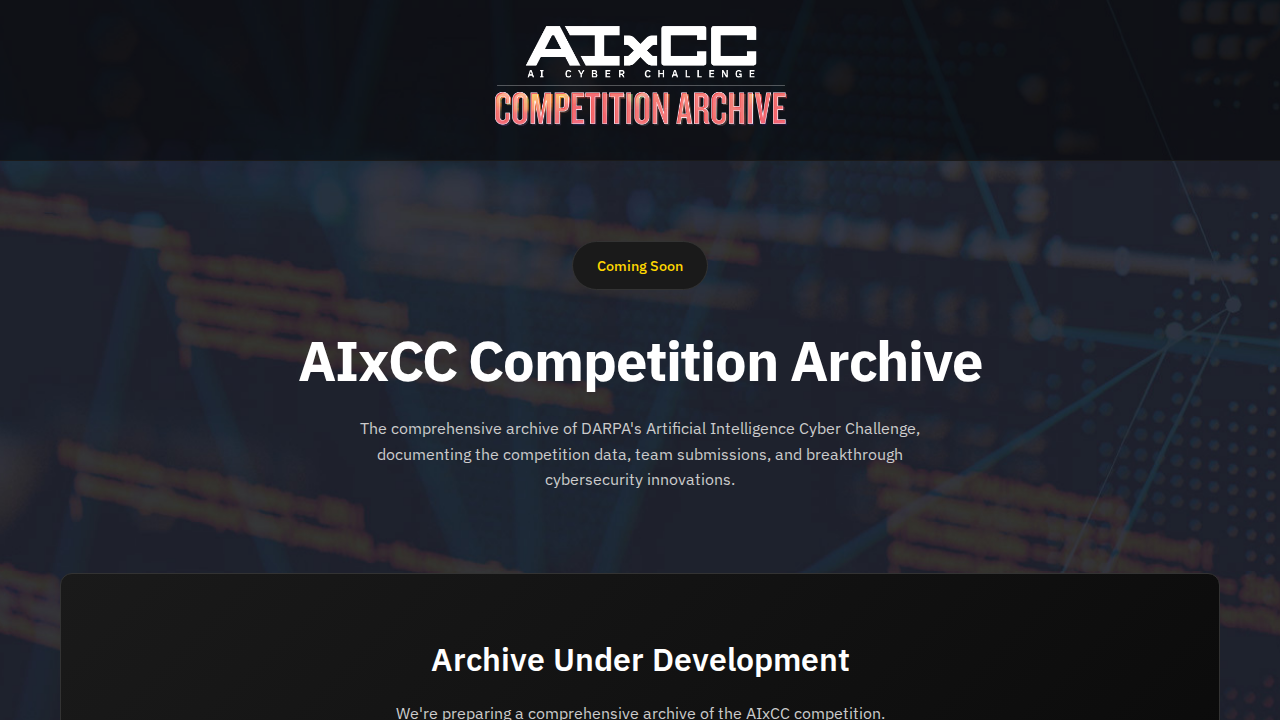 AIxCC
AI CYBER CHALLENGE
COMPETITION ARCHIVE
Coming Soon
AIxCC Competition Archive
The comprehensive archive of DARPA's Artificial Intelligence Cyber Challenge,
documenting the competition data, team submissions, and breakthrough
cybersecurity innovations.
Archive Under Development
We're preparing a comprehensive archive of the AIxCC competition.